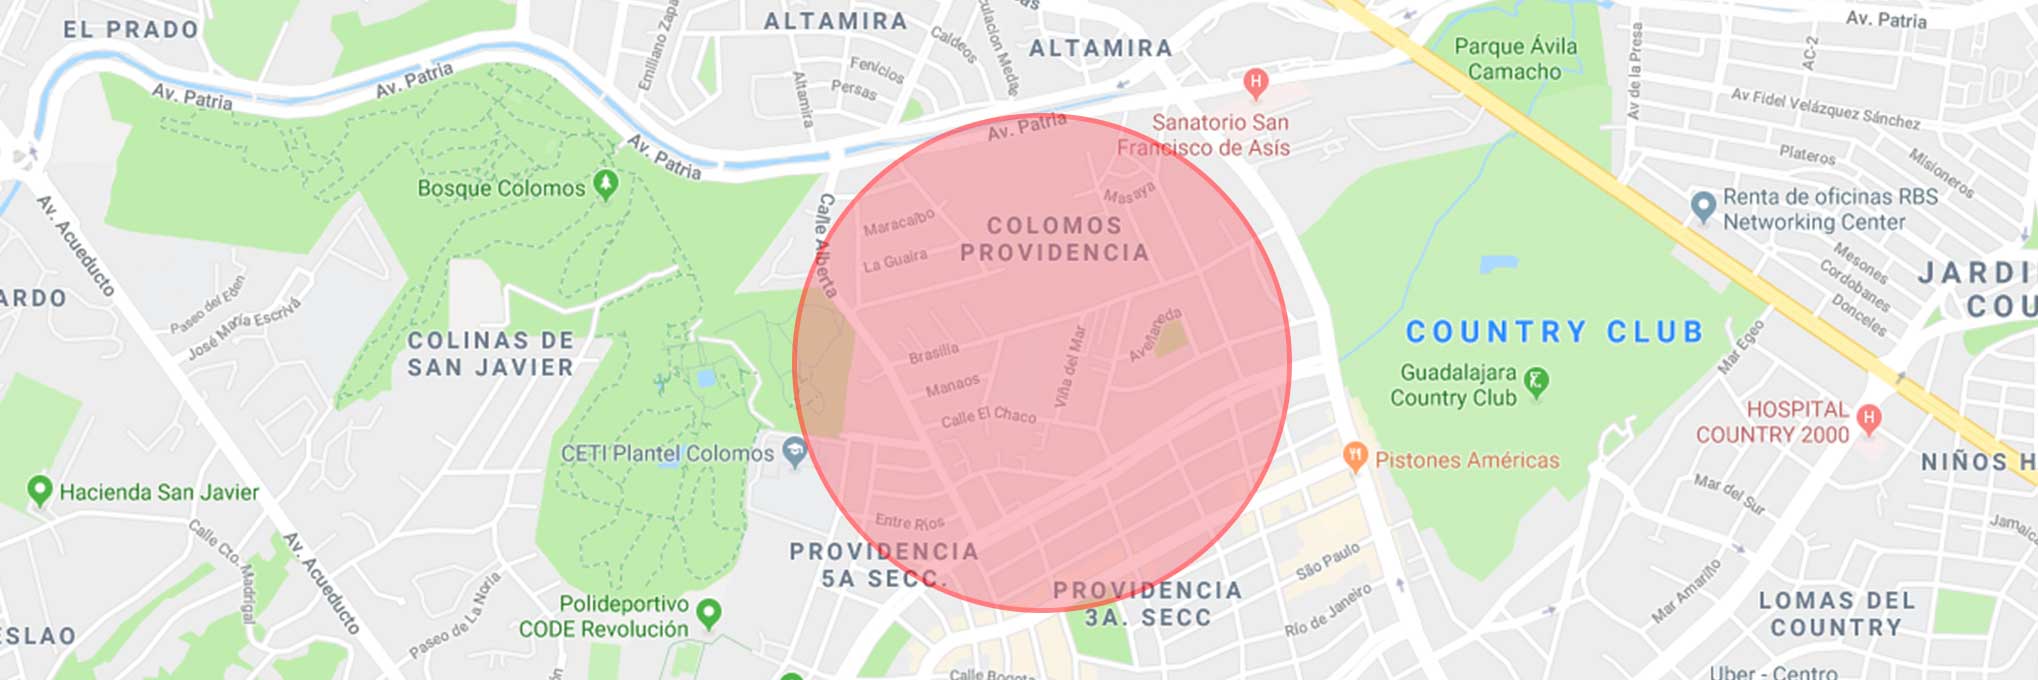 EL PRADO
Av. Patria
Av. Patria
Av. Patria
Emiliano Zapa
ALTAMIRA
Caldeos
Fenicios
Persas
Altamira
ALTAMIRA
Av. Patria
Sanatorio San
Francisco de Asís
Parque Ávila
Camacho
Av. Patria
AC-2
Av de la Presa
Av Fidel Velázquez Sánchez
Plateros
Misioneros
Renta de oficinas RBS
Networking Center
Mesones
Cordobanes
Donceles
JARDI
COU
Bosque Colomos
Av. Acueducto
Calle Alberta
Maracaibo
La Guaira
Masaya
COLOMOS
PROVIDENCIA
ARDO
Paseo del Eden
José María Escrivá
COLINAS DE
SAN JAVIER
Brasilia
Manaos
Calle El Chaco
Viña del Mar
COUNTRY CLUB
Guadalajara
Country Club
Mar Egeo
HOSPITAL
COUNTRY 2000
NIÑOS H
CETI Plantel Colomos
Pistones Américas
Hacienda San Javier
Calle Cto. Madrigal
Av. Acueducto
Entre Ríos
PROVIDENCIA
5A SECC.
PROVIDENCIA
3A. SECC
São Paulo
Río de Janeiro
Mar del Sur
Mar Amarillo
Jamaica
LOMAS DEL
COUNTRY
Polideportivo
CODE Revolución
Paseo de La Noria
ESLAO
Calle Bogota
Uber - Centro